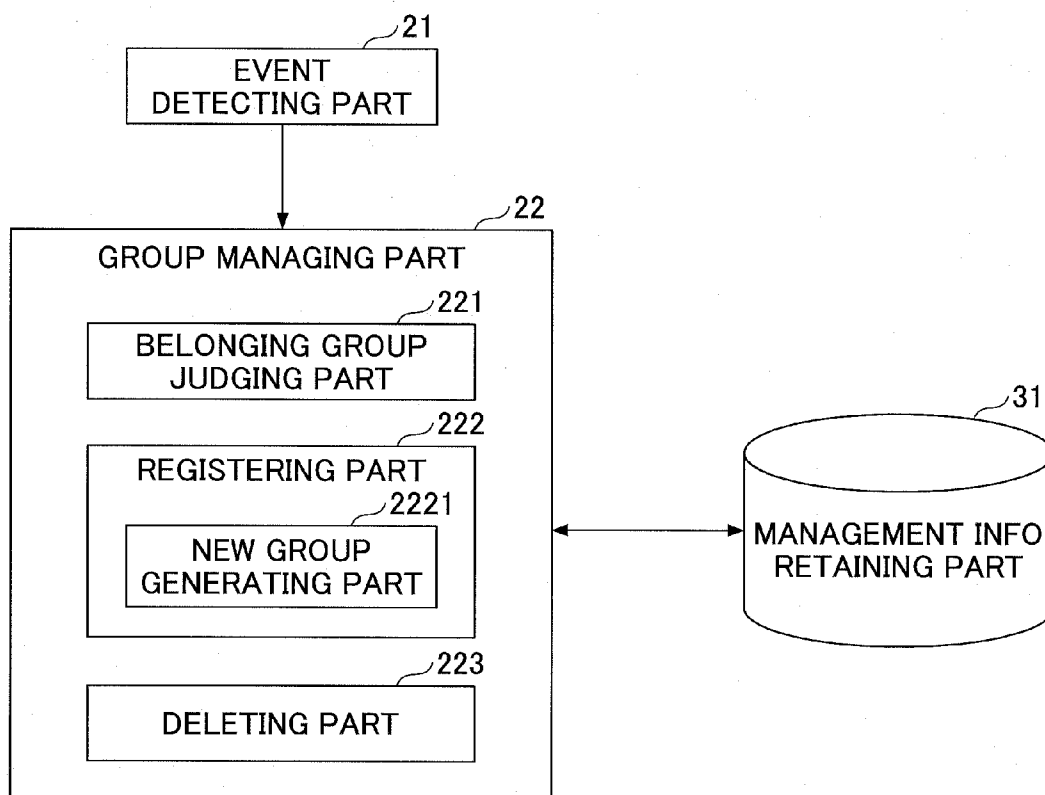 21
EVENT
DETECTING PART
22
GROUP MANAGING PART
221
BELONGING GROUP
JUDGING PART
222
REGISTERING PART
2221
NEW GROUP
GENERATING PART
223
DELETING PART
31
MANAGEMENT INFO
RETAINING PART